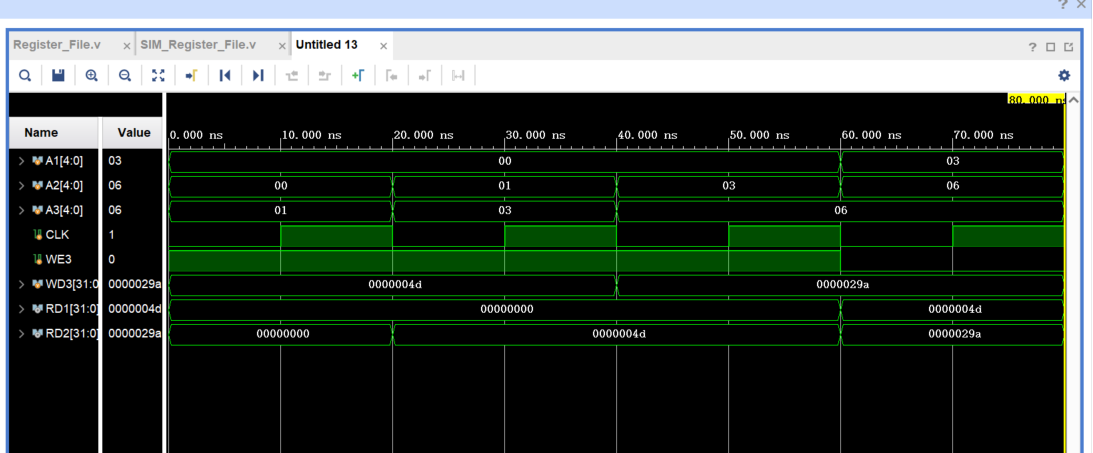 ? ×
Register_File.v × SIM_Register_File.v × Untitled 13 × ?
80.000 ns
Name Value 0.000 ns 10.000 ns 20.000 ns 30.000 ns 40.000 ns 50.000 ns 60.000 ns 70.000 ns
> A1[4:0] 03 00 03
> A2[4:0] 06 00 01 03 06
> A3[4:0] 06 01 03 06
CLK 1
WE3 0
> WD3[31:0 0000029a 0000004d 0000029a
> RD1[31:0] 0000004d 00000000 0000004d
> RD2[31:0] 0000029a 00000000 0000004d 0000029a